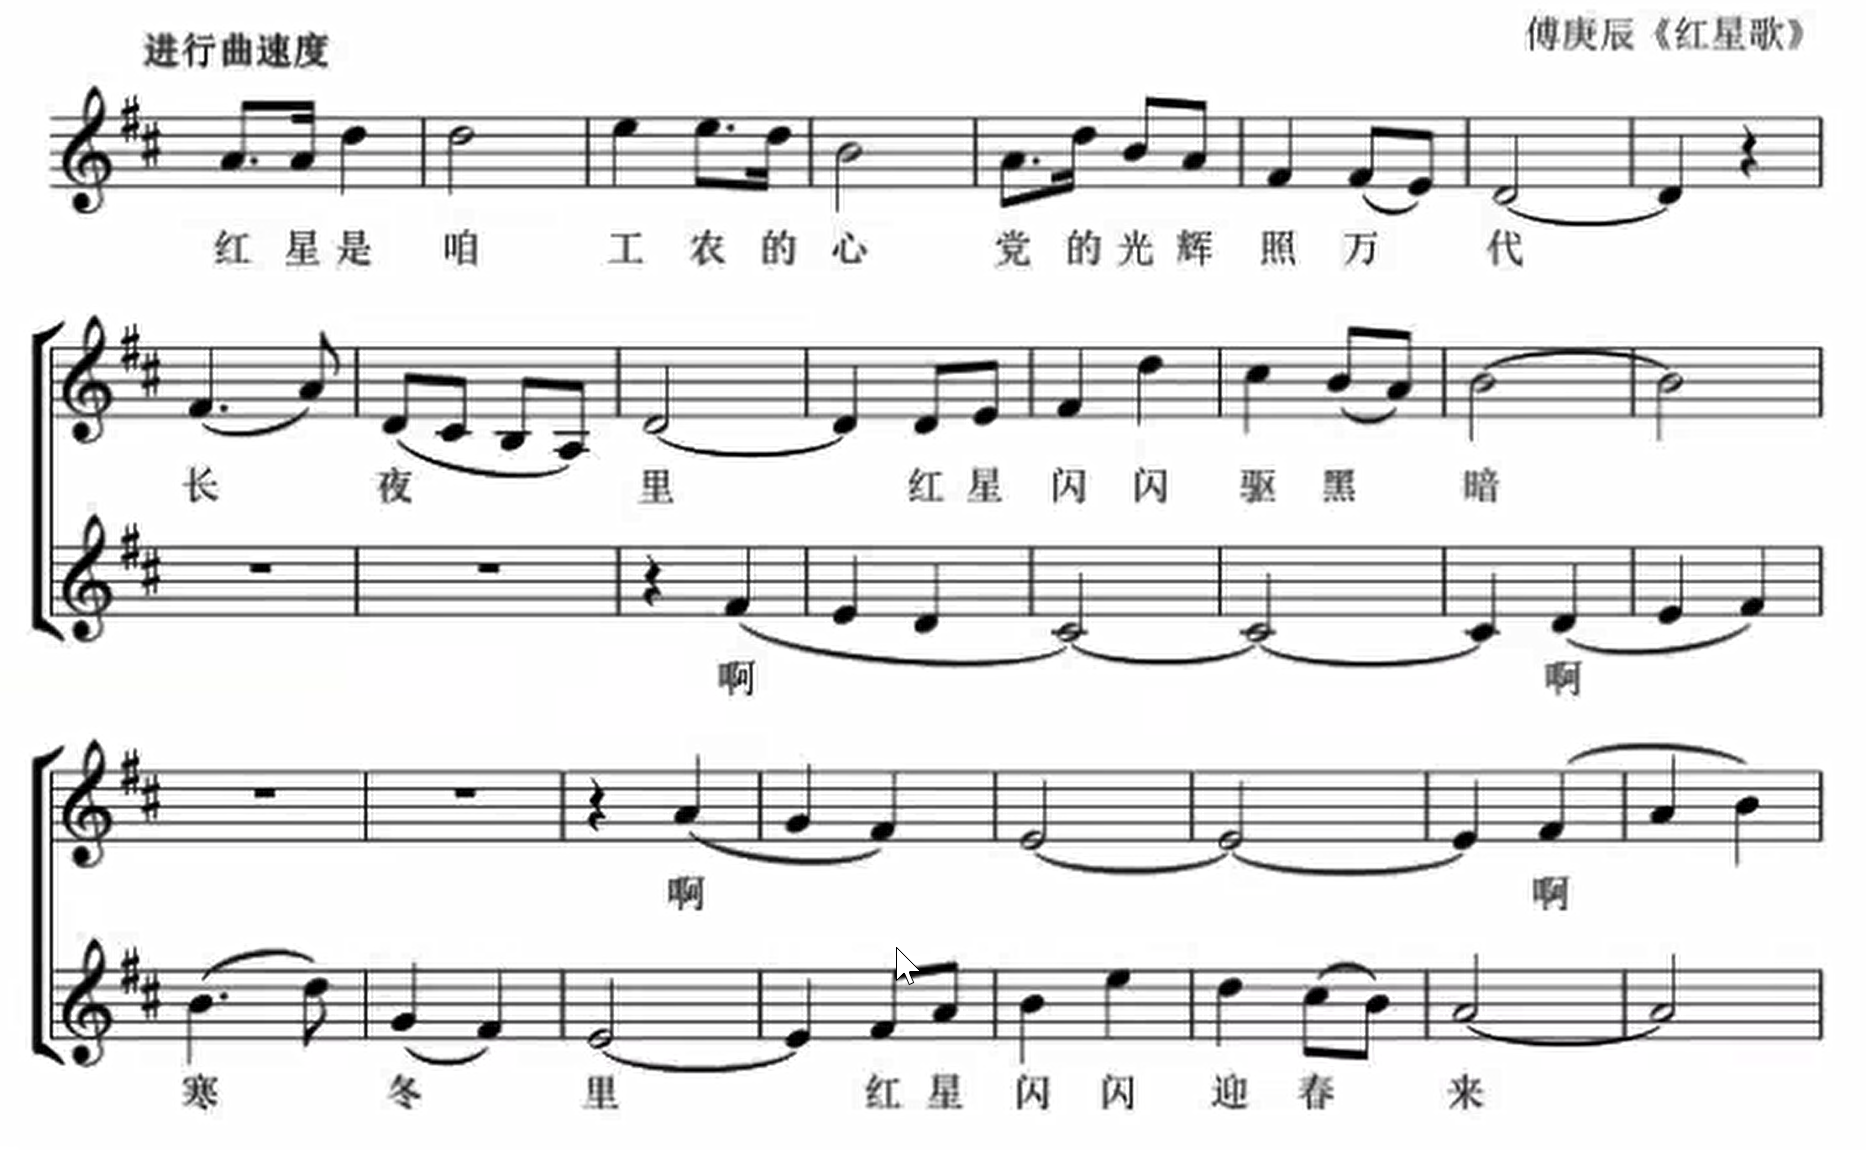 进行曲速度
傅庚辰《红星歌》
红 星 是 咱 工 农 的 心 党 的 光 辉 照 万 代
长 夜 里 红 星 闪 闪 驱 黑 暗
啊 啊
啊 啊
寒 冬 里 红 星 闪 闪 迎 春 来